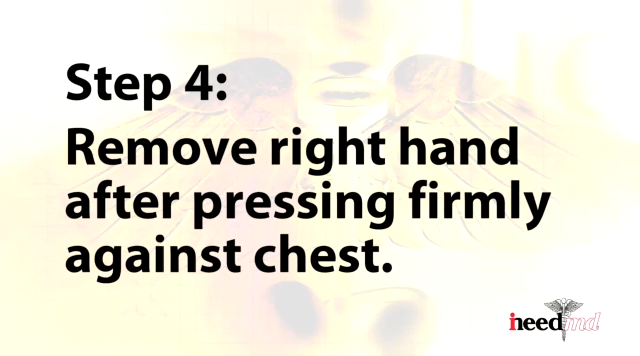 Step 4:
Remove right hand
after pressing firmly
against chest.
ineedmd